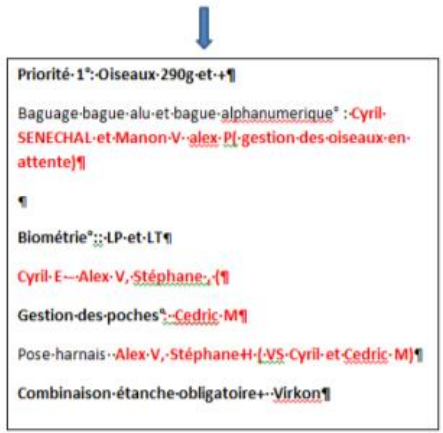 Priorité 1°: Oiseaux 290g et +¶
Baguage bague alu et bague alphanumerique° : Cyril
SENECHAL et Manon V alex P( gestion des oiseaux en
attente)¶
¶
Biométrie°:: LP et LT¶
Cyril E – Alex V, Stéphane , (¶
Gestion des poches°: Cedric M¶
Pose harnais Alex V, Stéphane H ( VS Cyril et Cedric M)¶
Combinaison étanche obligatoire+ Virkon¶